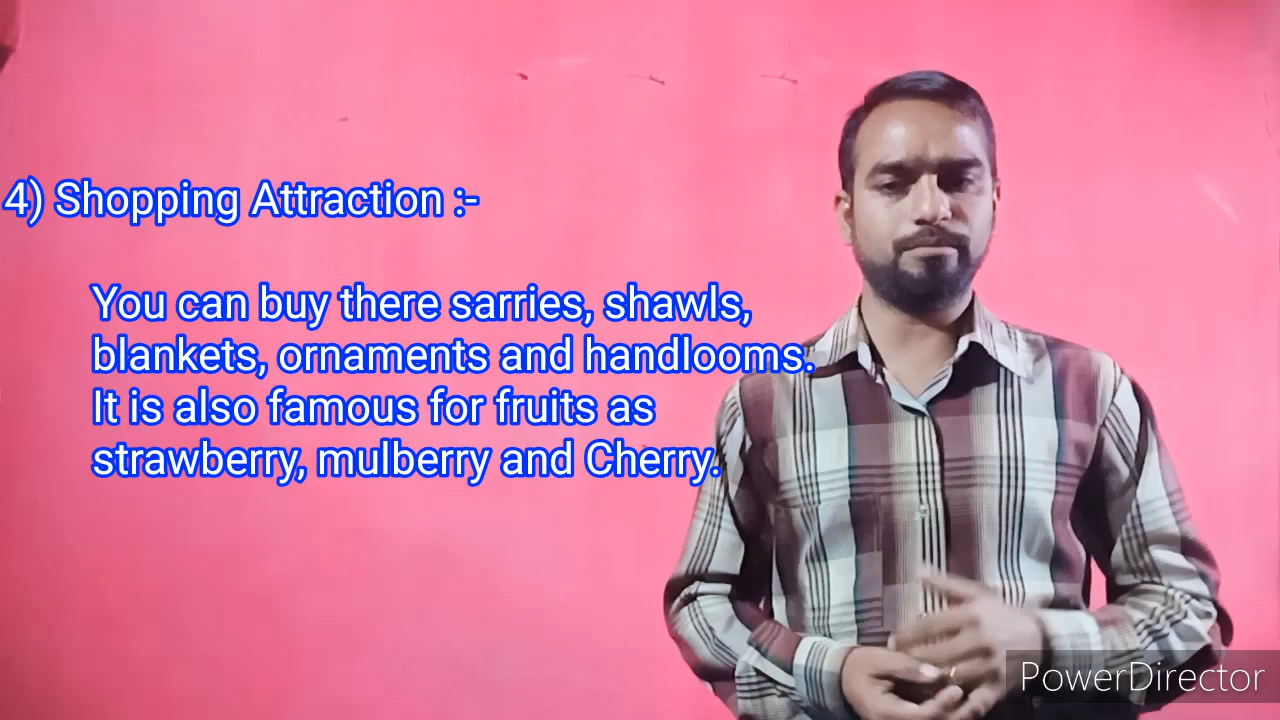 4) Shopping Attraction :-
You can buy there sarries, shawls,
blankets, ornaments and handlooms.
It is also famous for fruits as
strawberry, mulberry and Cherry.
PowerDirector